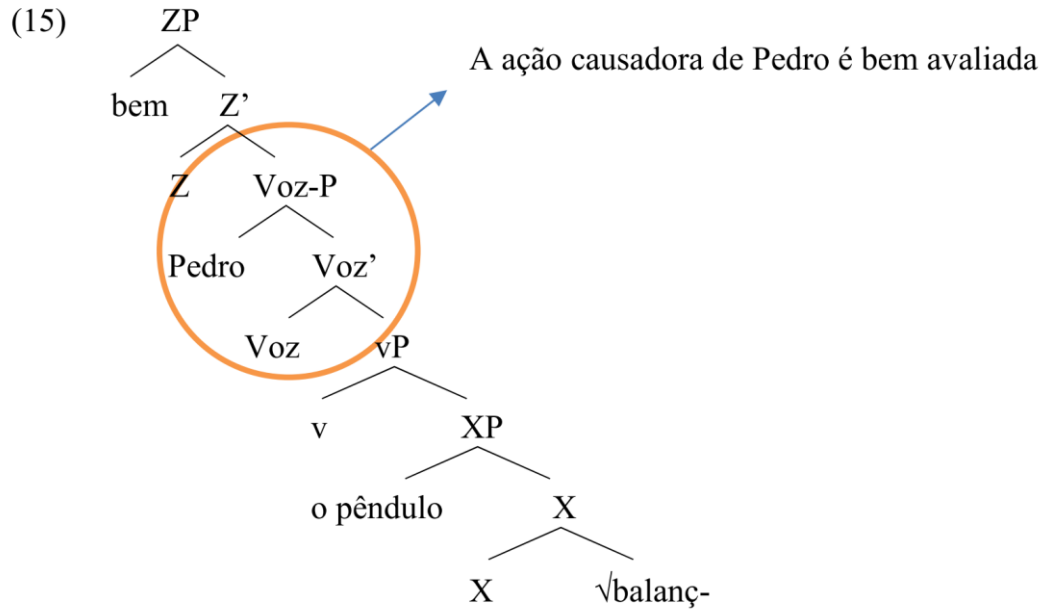 (15) ZP
A ação causadora de Pedro é bem avaliada
bem Z’
Z Voz-P
Pedro Voz’
Voz vP
v XP
o pêndulo X
X √balanç-